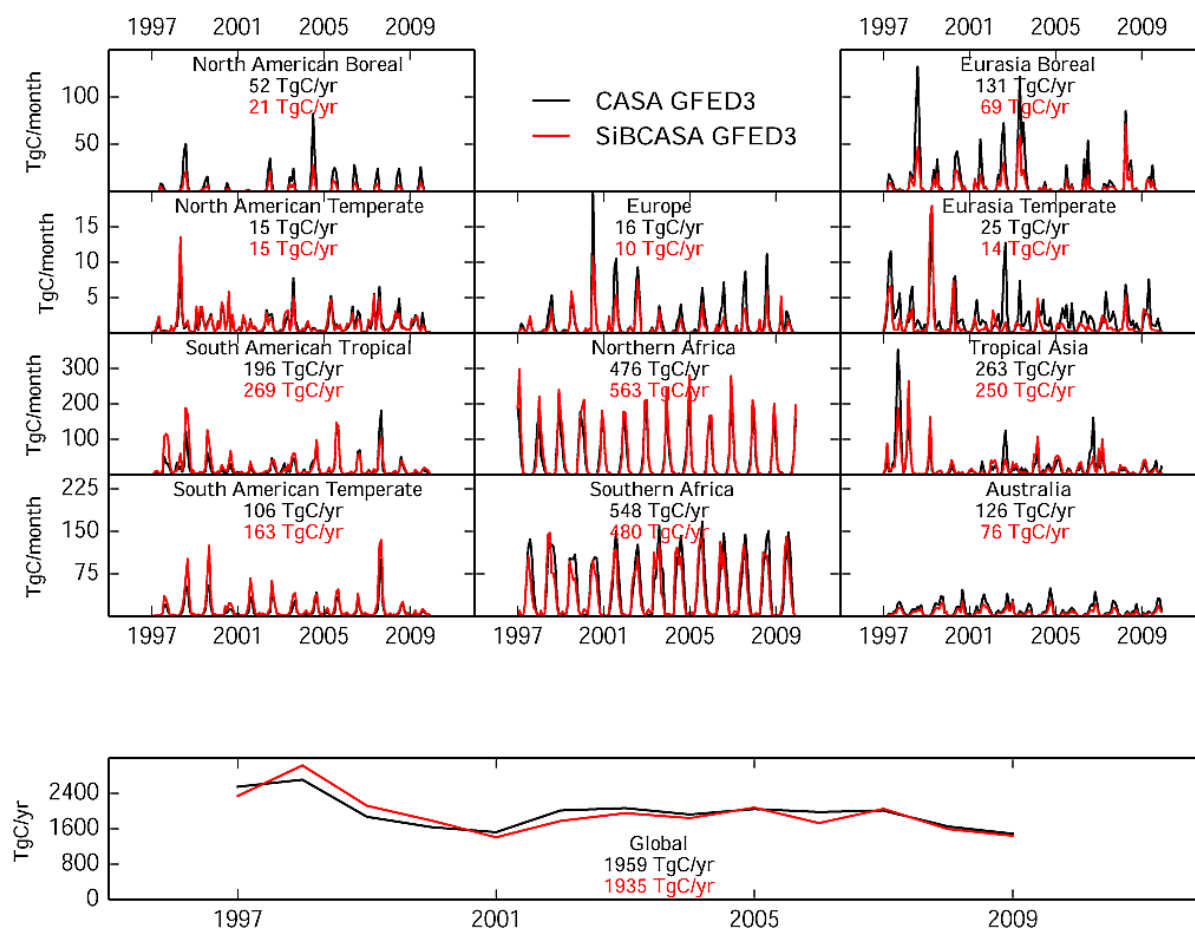 1997 2001 2005 2009
1997 2001 2005 2009
TgC/month
100
50
North American Boreal
52 TgC/yr
21 TgC/yr
CASA GFED3
SiBCASA GFED3
Eurasia Boreal
131 TgC/yr
69 TgC/yr
TgC/month
15
10
5
North American Temperate
15 TgC/yr
15 TgC/yr
Europe
16 TgC/yr
10 TgC/yr
Eurasia Temperate
25 TgC/yr
14 TgC/yr
TgC/month
300
200
100
South American Tropical
196 TgC/yr
269 TgC/yr
Northern Africa
476 TgC/yr
563 TgC/yr
Tropical Asia
263 TgC/yr
250 TgC/yr
TgC/month
225
150
75
South American Temperate
106 TgC/yr
163 TgC/yr
Southern Africa
548 TgC/yr
480 TgC/yr
Australia
126 TgC/yr
76 TgC/yr
1997 2001 2005 2009
1997 2001 2005 2009
1997 2001 2005 2009
TgC/yr
2400
1600
800
0
Global
1959 TgC/yr
1935 TgC/yr
1997 2001 2005 2009